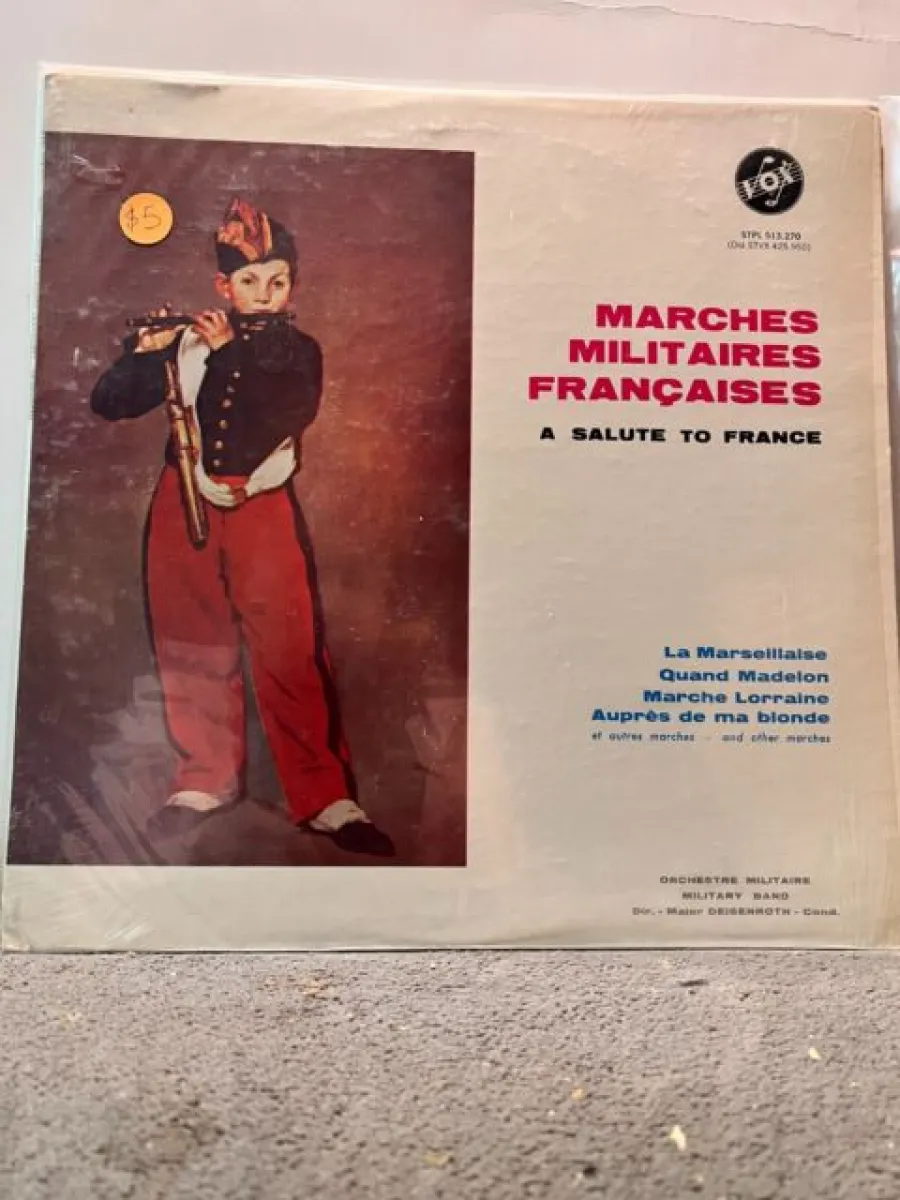 $5
VOX
STPL 513.270
(Old STVX 425.950)
MARCHES
MILITAIRES
FRANÇAISES
A SALUTE TO FRANCE
La Marseillaise
Quand Madelon
Marche Lorraine
Auprès de ma blonde
et autres marches - and other marches
ORCHESTRE MILITAIRE
MILITARY BAND
Dir. - Major DEISENROTH - Cond.